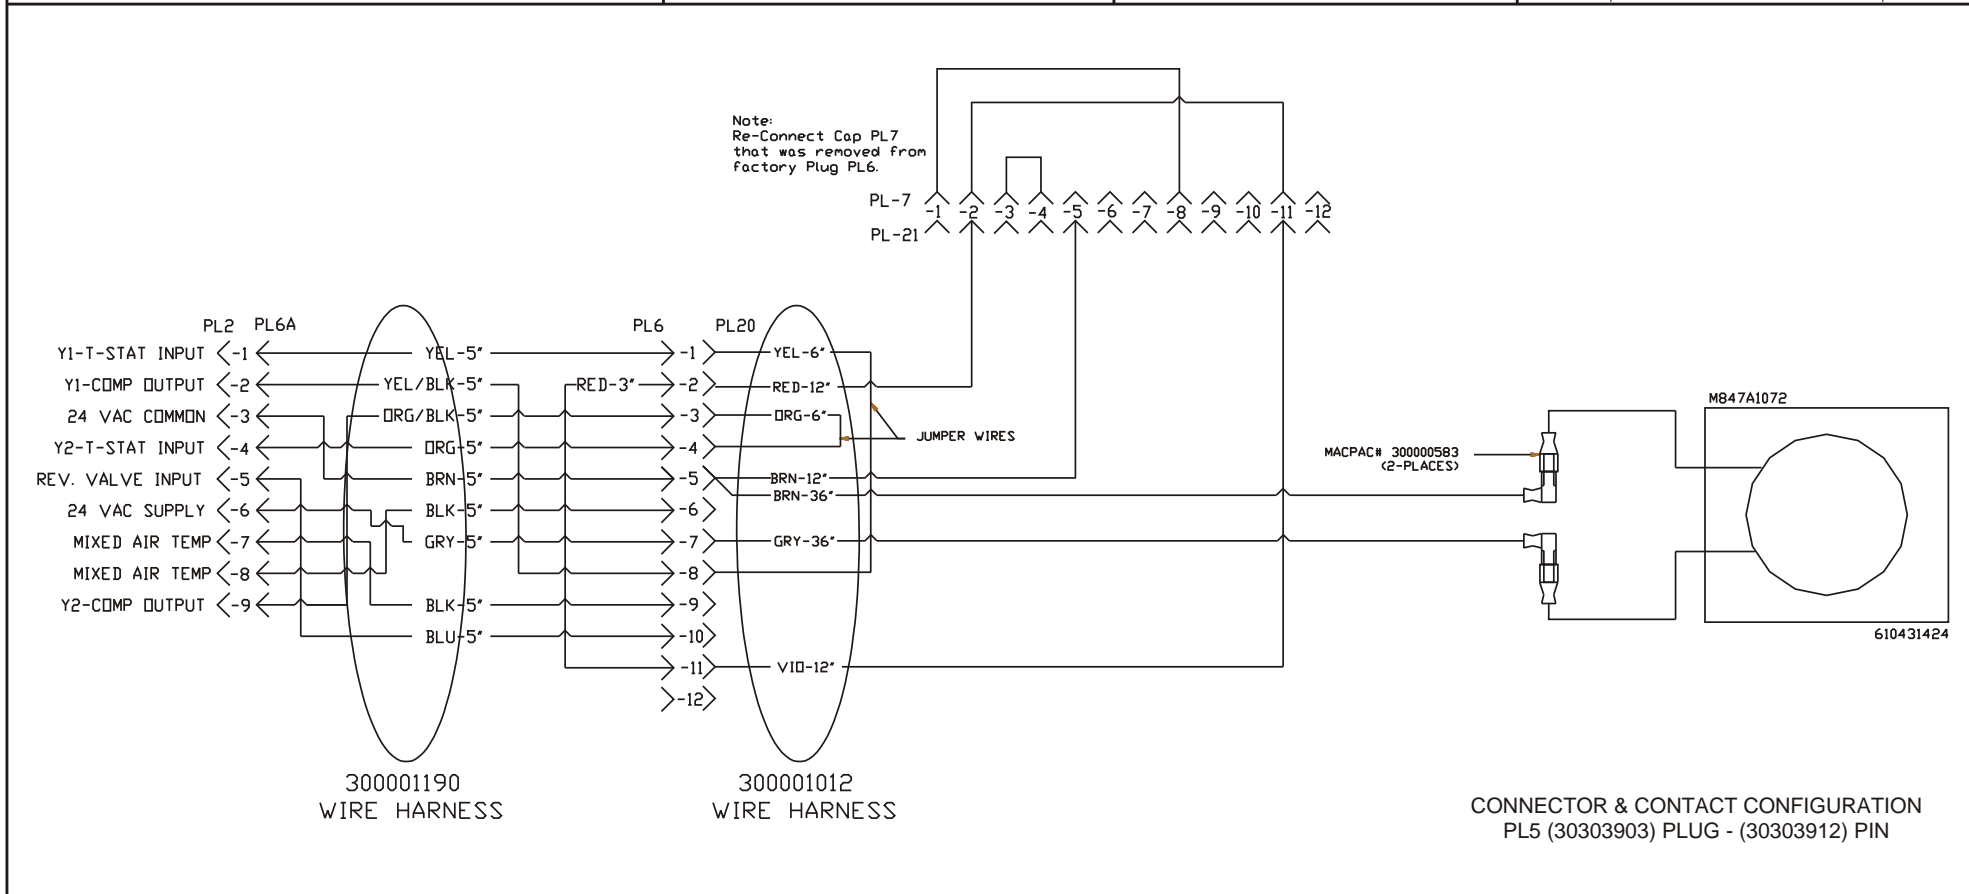 Note:
Re-Connect Cap PL7
that was removed from
factory Plug PL6.
PL-7
-1 -2 -3 -4 -5 -6 -7 -8 -9 -10 -11 -12
PL-21
PL2 PL6A PL6 PL20
Y1-T-STAT INPUT -1 YEL-5" -1 YEL-6"
Y1-COMP OUTPUT -2 YEL/BLK-5" RED-3" -2 RED-12"
24 VAC COMMON -3 ORG/BLK-5" -3 ORG-6"
JUMPER WIRES
Y2-T-STAT INPUT -4 ORG-5" -4
REV. VALVE INPUT -5 BRN-5" -5 BRN-12"
BRN-36"
24 VAC SUPPLY -6 BLK-5" -6
MIXED AIR TEMP -7 GRY-5" -7 GRY-36"
MIXED AIR TEMP -8 -8
Y2-COMP OUTPUT -9 BLK-5" -9
BLU-5" -10
-11 VIO-12"
-12
MACPAC# 300000583
(2-PLACES)
M847A1072
610431424
300001190
WIRE HARNESS
300001012
WIRE HARNESS
CONNECTOR & CONTACT CONFIGURATION
PL5 (30303903) PLUG - (30303912) PIN